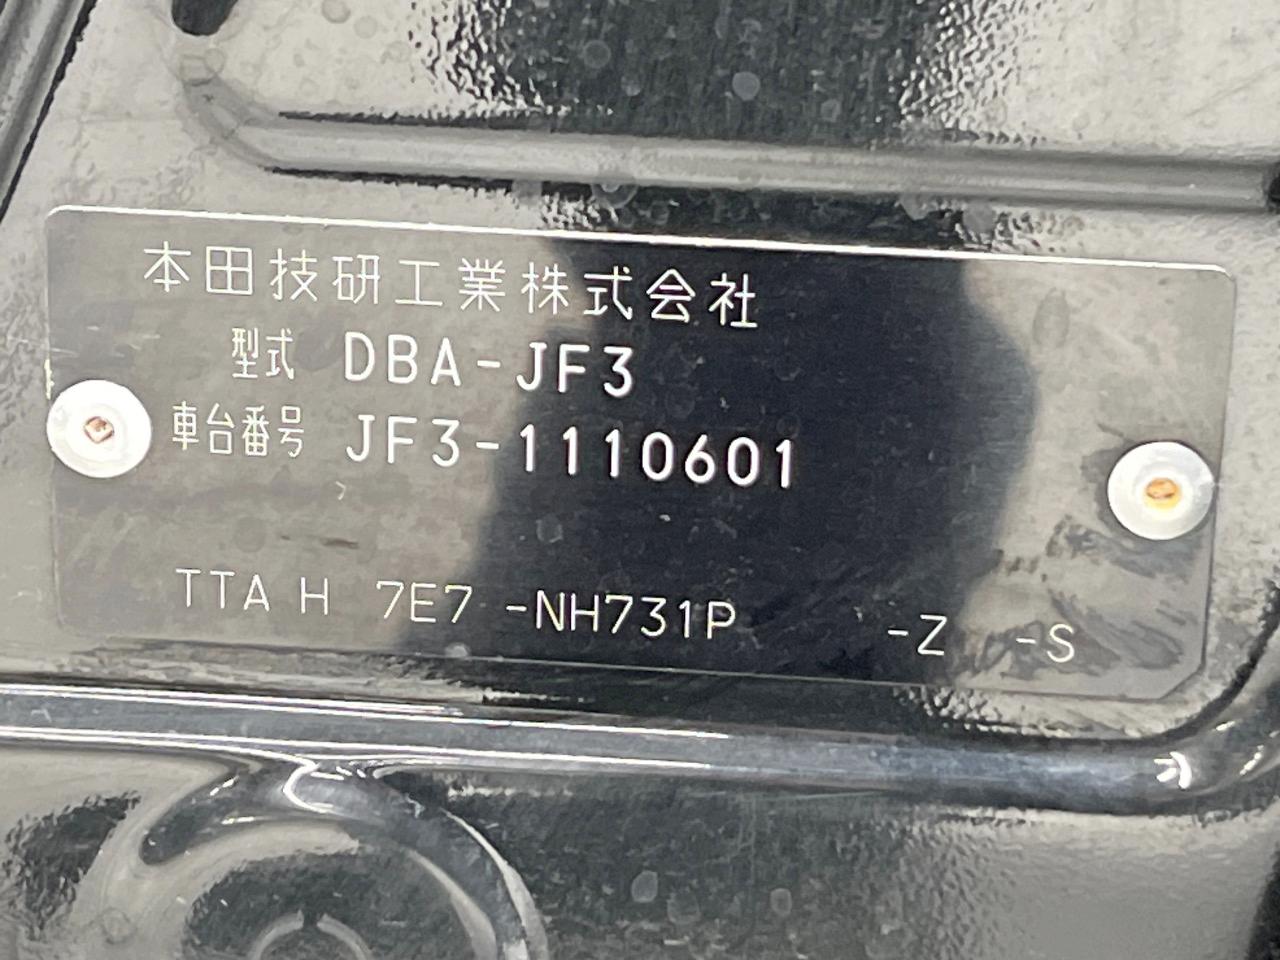 本田技研工業株式会社
型式 DBA-JF3
車台番号 JF3-1110601
TTA H 7E7 -NH731P -Z -S